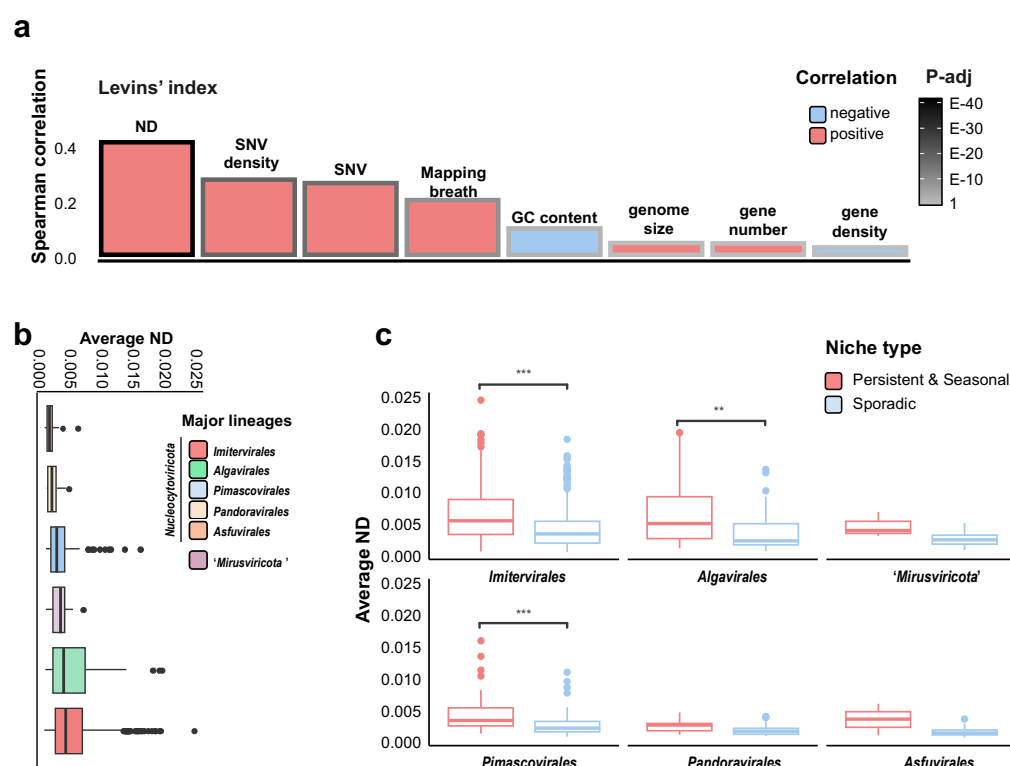 a
Levins’ index
Correlation
P-adj
negative
positive
E-40
E-30
E-20
E-10
1
Spearman correlation
0.4
0.2
0.0
ND
SNV
density
SNV
Mapping
breath
GC content
genome
size
gene
number
gene
density
b
Average ND
0.000
0.005
0.010
0.015
0.020
0.025
Major lineages
Nucleocytoviricota
Imitervirales
Algavirales
Pimascovirales
Pandoravirales
Asfuvirales
‘Mirusviricota ’
c
Niche type
Persistent & Seasonal
Sporadic
Average ND
0.025
0.020
0.015
0.010
0.005
0.000
***
**
Imitervirales
Algavirales
‘Mirusviricota’
0.025
0.020
0.015
0.010
0.005
0.000
***
Pimascovirales
Pandoravirales
Asfuvirales